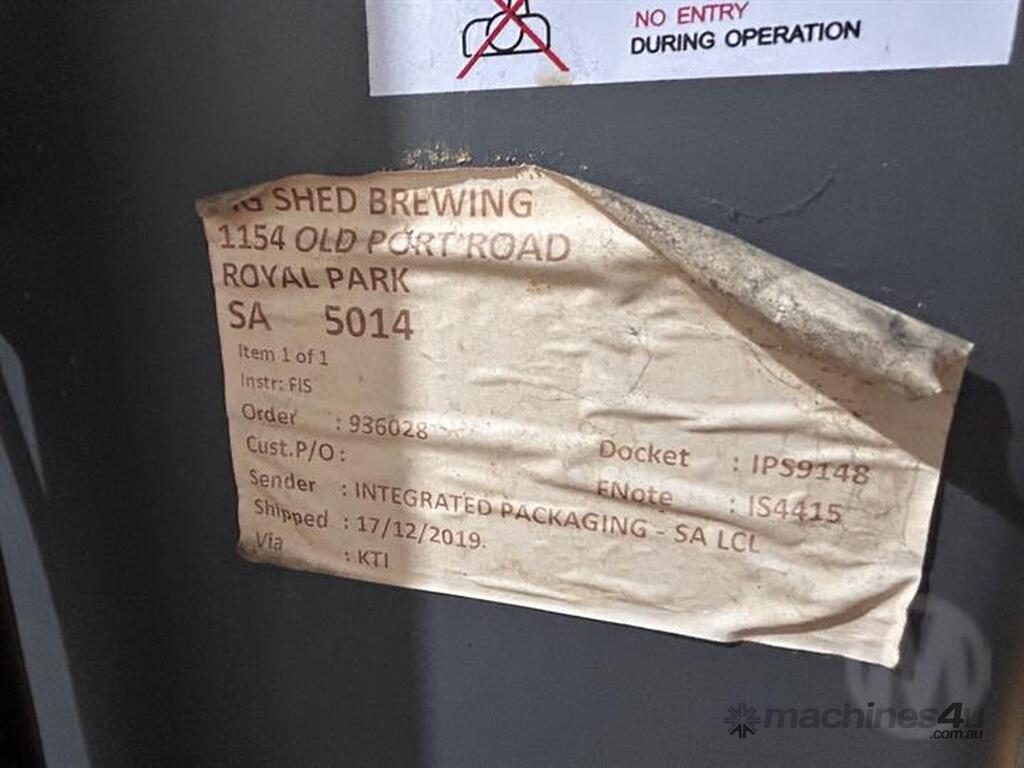 NO ENTRY
DURING OPERATION
SHED BREWING
1154 OLD PORT ROAD
ROYAL PARK
SA 5014
Item 1 of 1
Instr: FIS
Order : 936028
Cust.P/O :
Docket : IPS9148
Sender : INTEGRATED PACKAGING - SA LCL
FNote : IS4415
Shipped : 17/12/2019
Via : KTI
machines4u
.com.au